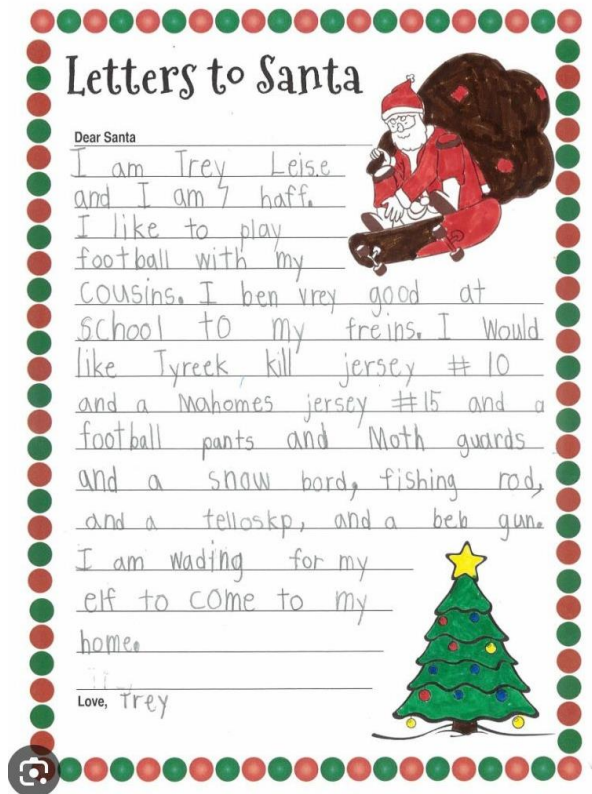 Letters to Santa
Dear Santa
I am Trey Leise
and I am 7 haff.
I like to play
football with my
cousins. I ben vrey good at
school to my freins. I would
like Tyreek kill jersey # 10
and a Mahomes jersey #15 and a
football pants and Moth guards
and a snow bord, fishing rod,
and a telloskp, and a beb gun.
I am wading for my
elf to come to my
home.
Love, Trey